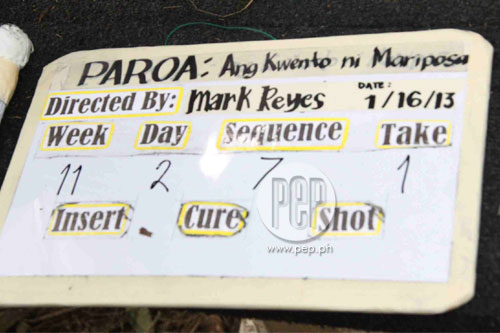 PAROA: Ang Kwento ni Mariposa
Directed By: Mark Reyes DATE: 1/16/13
Week Day Sequence Take
11 2 7 1
Insert Cure Shot
PEP
www.pep.ph